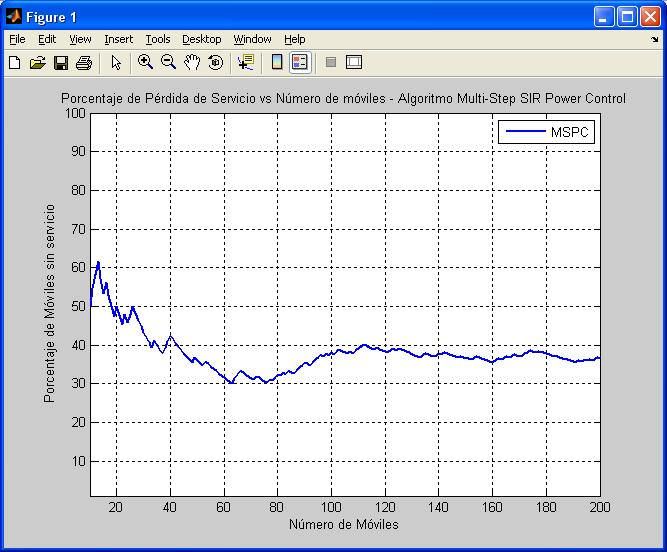 Figure 1
File Edit View Insert Tools Desktop Window Help
Porcentaje de Pérdida de Servicio vs Número de móviles - Algoritmo Multi-Step SIR Power Control
100
90
80
70
60
50
40
30
20
10
Porcentaje de Móviles sin servicio
MSPC
20 40 60 80 100 120 140 160 180 200
Número de Móviles